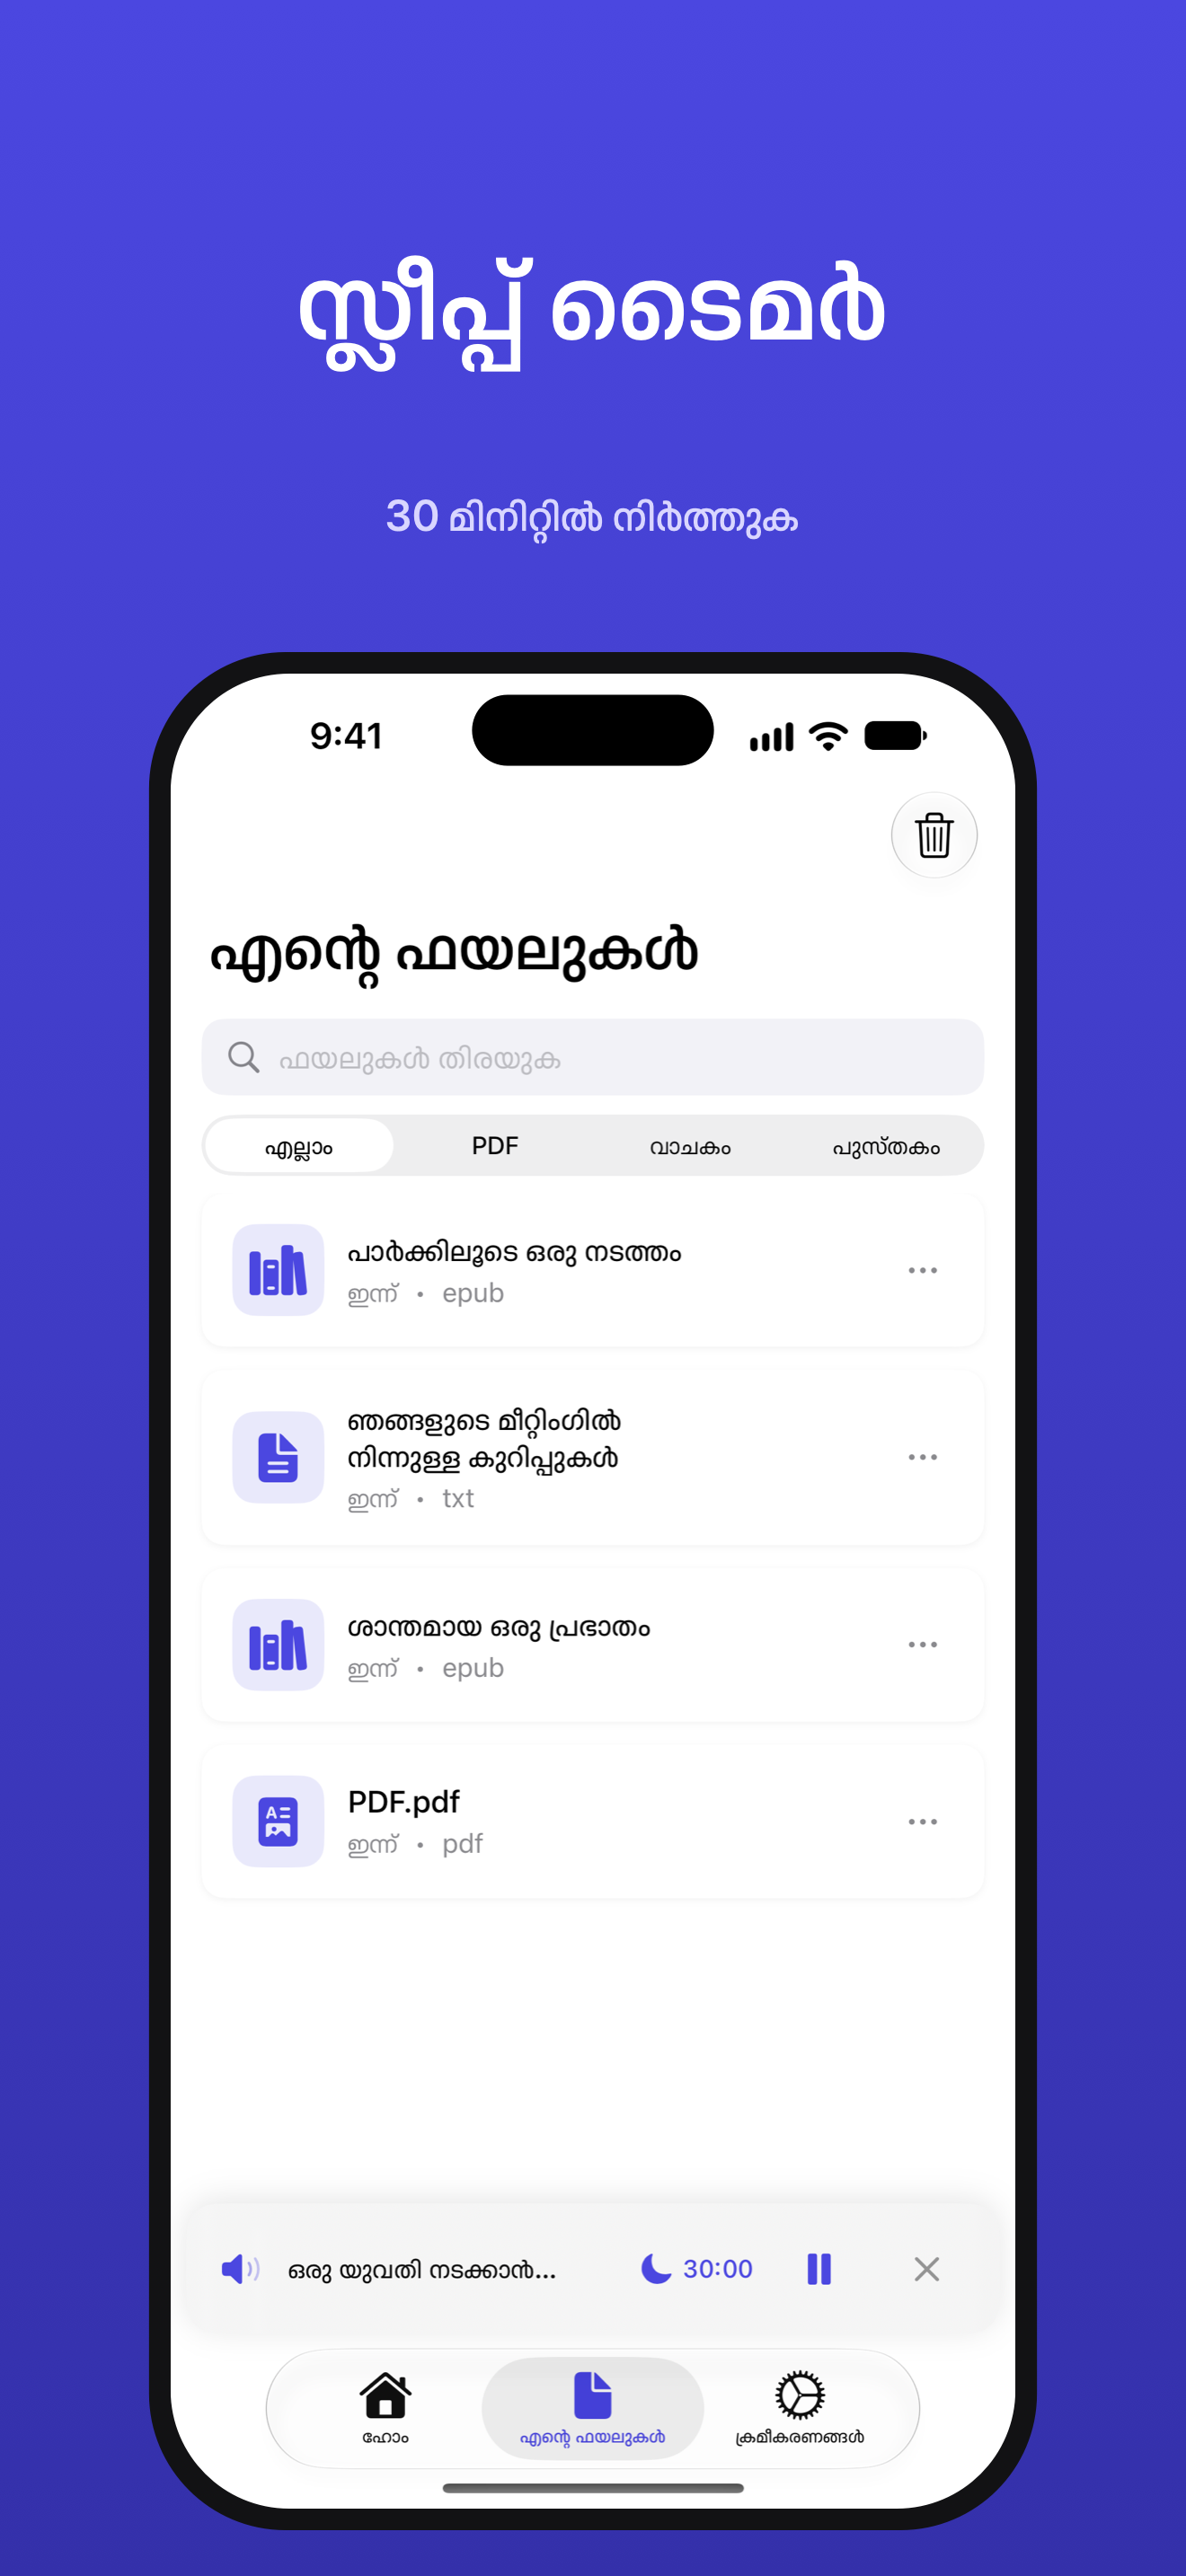 സ്ലീപ്പ് ടൈമർ
30 മിനിറ്റിൽ നിർത്തുക
9:41
എന്റെ ഫയലുകൾ
ഫയലുകൾ തിരയുക
എല്ലാം PDF വാചകം പുസ്തകം
പാർക്കിലൂടെ ഒരു നടത്തം
ഇന്ന് • epub
ഞങ്ങളുടെ മീറ്റിംഗിൽ
നിന്നുള്ള കുറിപ്പുകൾ
ഇന്ന് • txt
ശാന്തമായ ഒരു പ്രഭാതം
ഇന്ന് • epub
PDF.pdf
ഇന്ന് • pdf
ഒരു യുവതി നടക്കാൻ... 30:00
ഹോം എന്റെ ഫയലുകൾ ക്രമീകരണങ്ങൾ